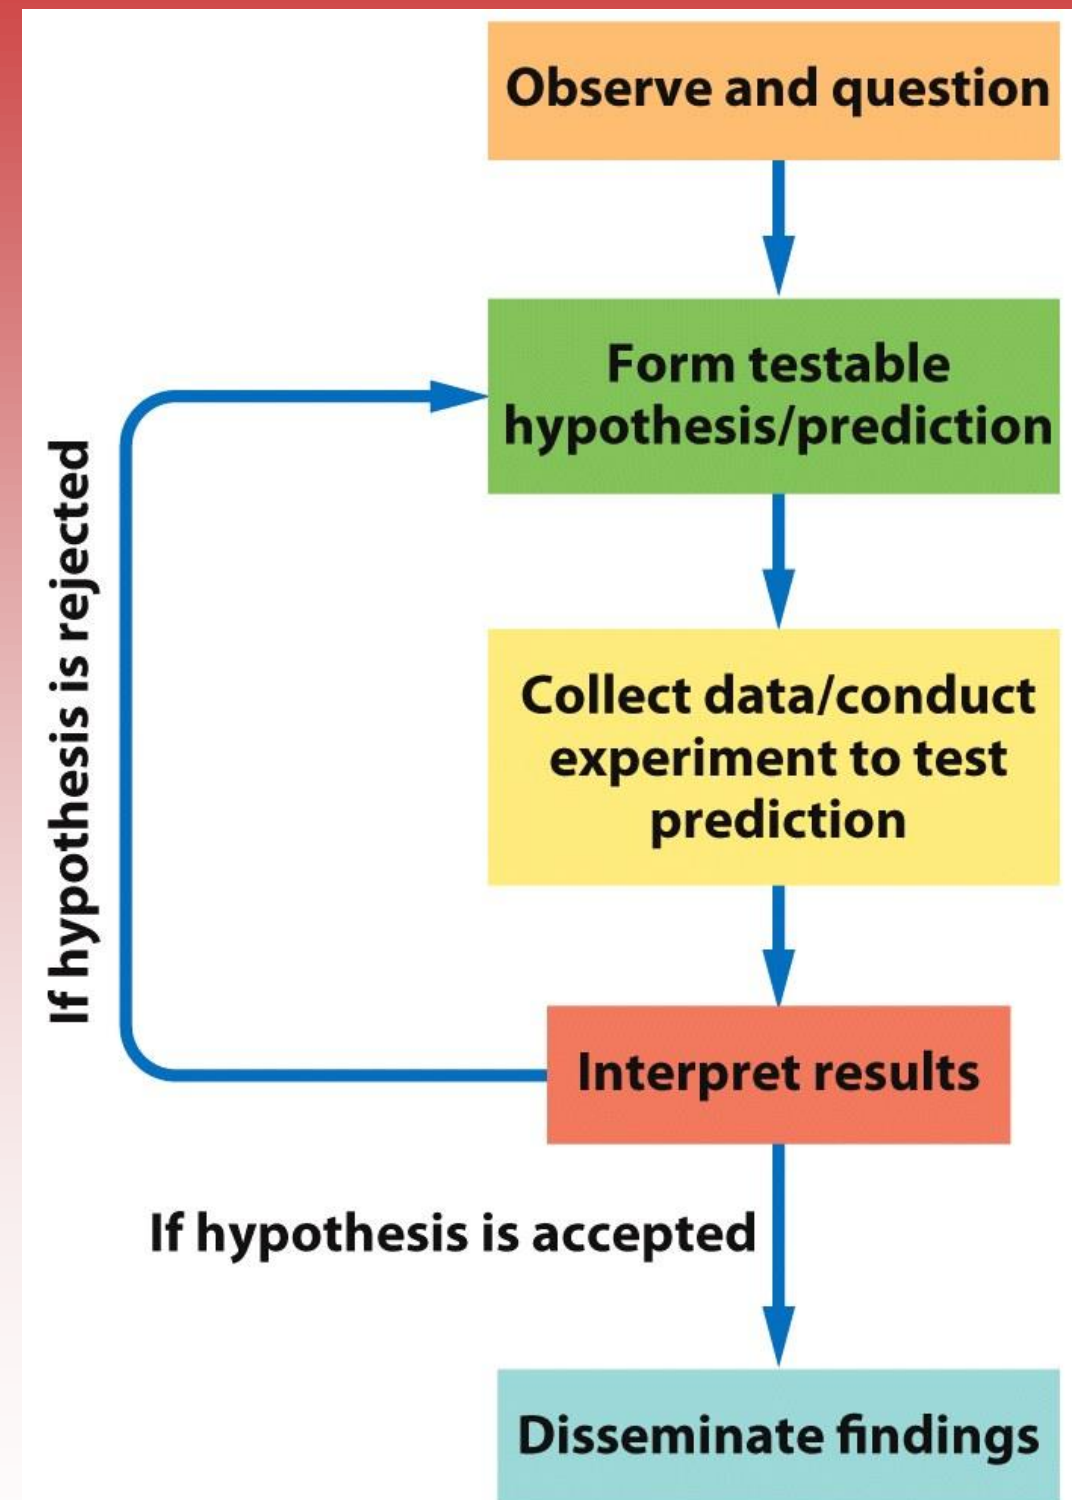 Observe and question
Form testable
hypothesis/prediction
If hypothesis is rejected
Collect data/conduct
experiment to test
prediction
Interpret results
If hypothesis is accepted
Disseminate findings